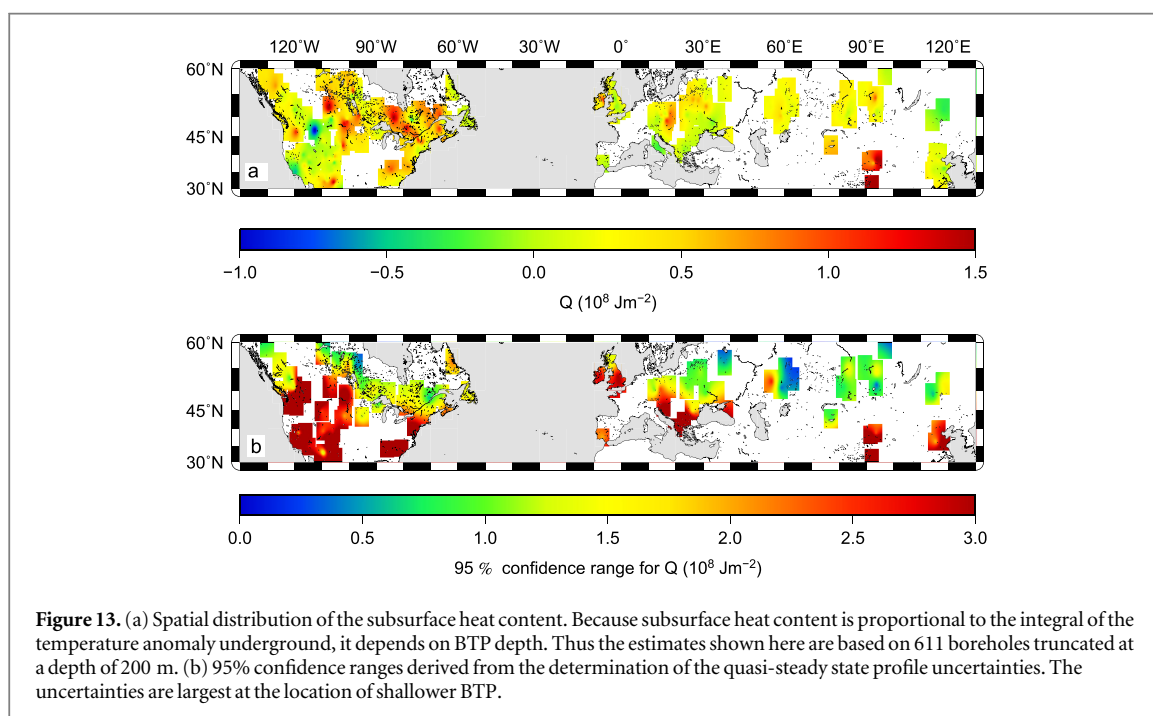 120˚W 90˚W 60˚W 30˚W 0˚ 30˚E 60˚E 90˚E 120˚E
60˚N
45˚N
30˚N
a
−1.0 −0.5 0.0 0.5 1.0 1.5
Q (10⁸ Jm⁻²)
60˚N
45˚N
30˚N
b
0.0 0.5 1.0 1.5 2.0 2.5 3.0
95 % confidence range for Q (10⁸ Jm⁻²)
Figure 13. (a) Spatial distribution of the subsurface heat content. Because subsurface heat content is proportional to the integral of the
temperature anomaly underground, it depends on BTP depth. Thus the estimates shown here are based on 611 boreholes truncated at
a depth of 200 m. (b) 95% confidence ranges derived from the determination of the quasi-steady state profile uncertainties. The
uncertainties are largest at the location of shallower BTP.